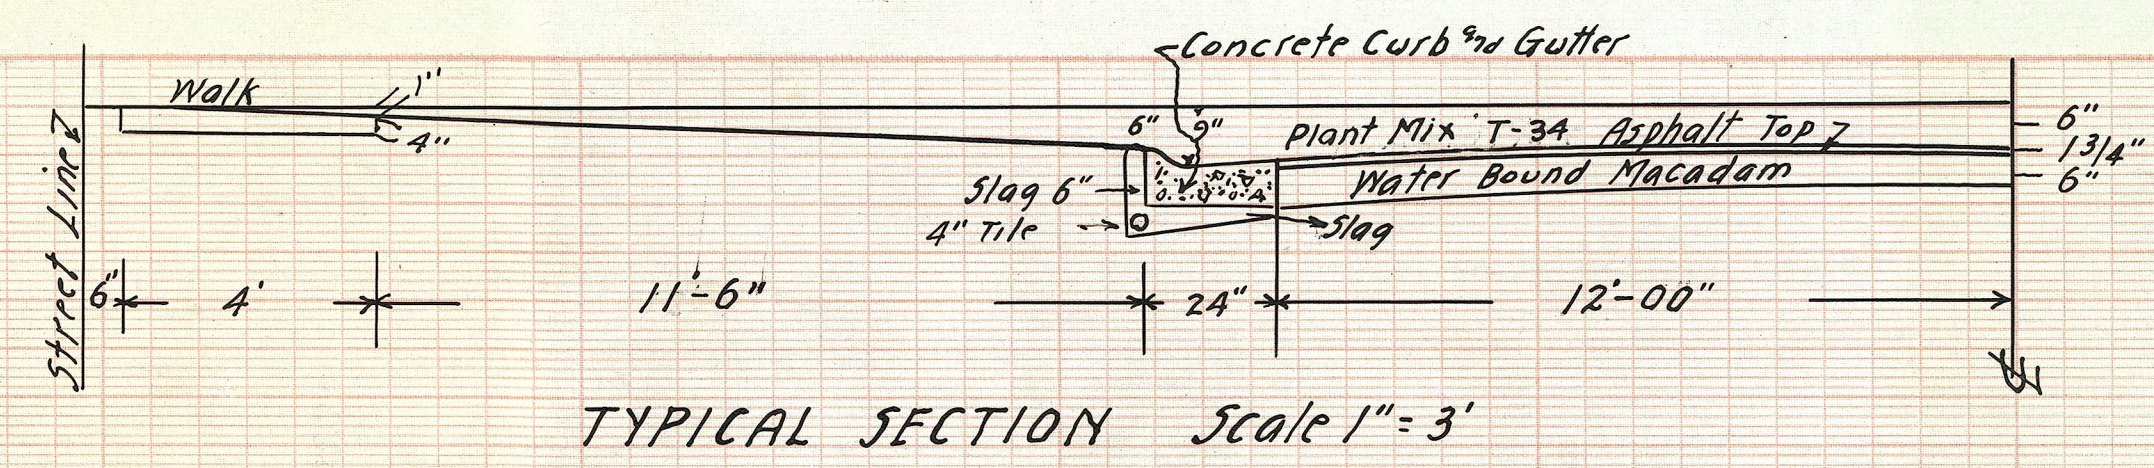 Concrete Curb and Gutter
Walk
1"
4"
6"
9"
Plant Mix T-34 Asphalt Top
6"
1 3/4"
6"
Water Bound Macadam
Slag 6"
4" Tile
Slag
Street Line
6"
4'
11'-6"
24"
12'-00"
TYPICAL SECTION Scale 1" = 3'